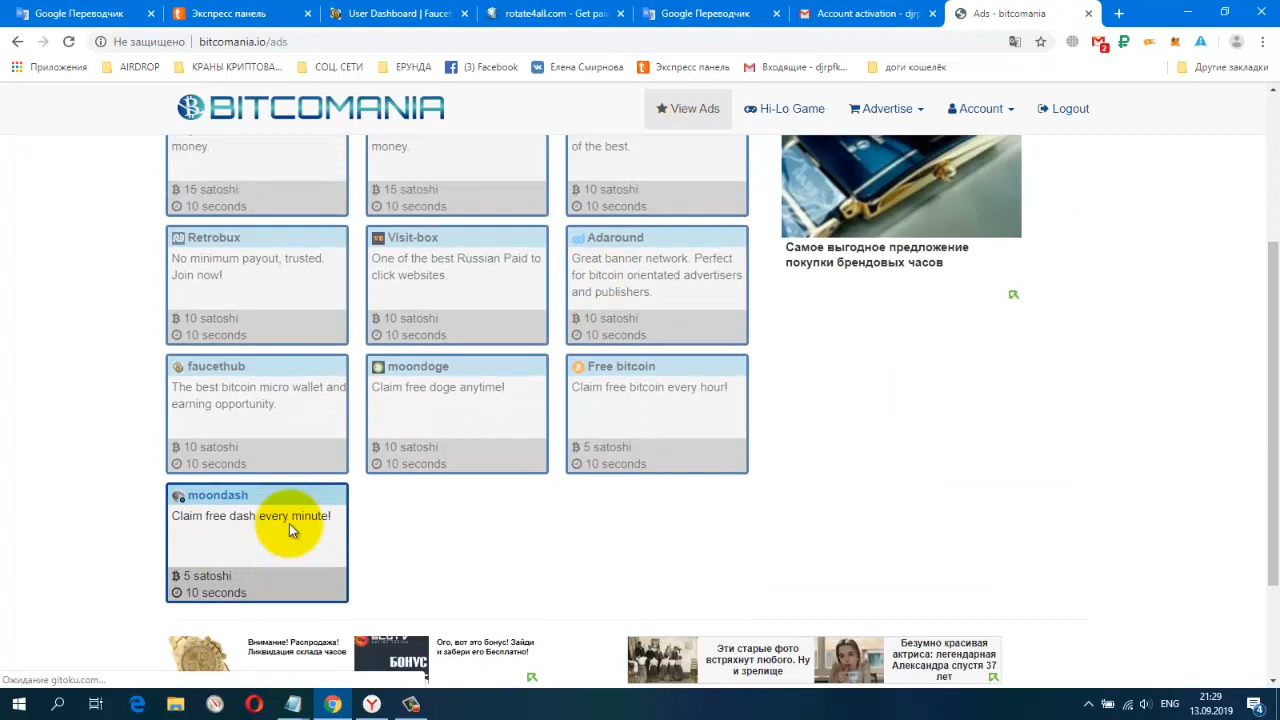 Google Переводчик
Экспресс панель
User Dashboard | Faucet
rotate4all.com - Get paid
Google Переводчик
Account activation - djrp
Ads - bitcomania
Не защищено | bitcomania.io/ads
Приложения
AIRDROP
КРАНЫ КРИПТОВА...
СОЦ. СЕТИ
ЕРУНДА
(3) Facebook
Елена Смирнова
Экспресс панель
Входящие - djrpfk...
доги кошелёк
Другие закладки
BITCOMANIA
View Ads
Hi-Lo Game
Advertise
Account
Logout
money.
15 satoshi
10 seconds
money.
15 satoshi
10 seconds
of the best.
10 satoshi
10 seconds
Самое выгодное предложение
покупки брендовых часов
Retrobux
No minimum payout, trusted.
Join now!
10 satoshi
10 seconds
Visit-box
One of the best Russian Paid to
click websites.
10 satoshi
10 seconds
Adaround
Great banner network. Perfect
for bitcoin orientated advertisers
and publishers.
10 satoshi
10 seconds
faucethub
The best bitcoin micro wallet and
earning opportunity.
10 satoshi
10 seconds
moondoge
Claim free doge anytime!
10 satoshi
10 seconds
Free bitcoin
Claim free bitcoin every hour!
5 satoshi
10 seconds
moondash
Claim free dash every minute!
5 satoshi
10 seconds
Внимание! Распродажа!
Ликвидация склада часов
БОНУС
Ого, вот это бонус! Зайди
и забери его Бесплатно!
Эти старые фото
встряхнут любого. Ну
и зрелище
Безумно красивая
актриса: легендарная
Александра спустя 37
лет
Ожидание gitoku.com...
ENG
21:29
13.09.2019